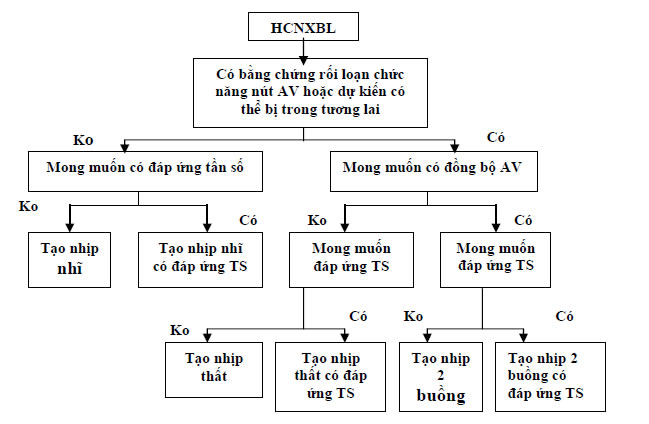 HCNXBL
Có bằng chứng rối loạn chức
năng nút AV hoặc dự kiến có
thể bị trong tương lai
Ko
Có
Mong muốn có đáp ứng tần số
Mong muốn có đồng bộ AV
Ko
Có
Ko
Có
Tạo nhịp
nhĩ
Tạo nhịp nhĩ
có đáp ứng TS
Mong muốn
đáp ứng TS
Mong muốn
đáp ứng TS
Ko
Có
Ko
Có
Tạo nhịp
thất
Tạo nhịp
thất có đáp
ứng TS
Tạo nhịp
2
buồng
Tạo nhịp 2
buồng có
đáp ứng TS